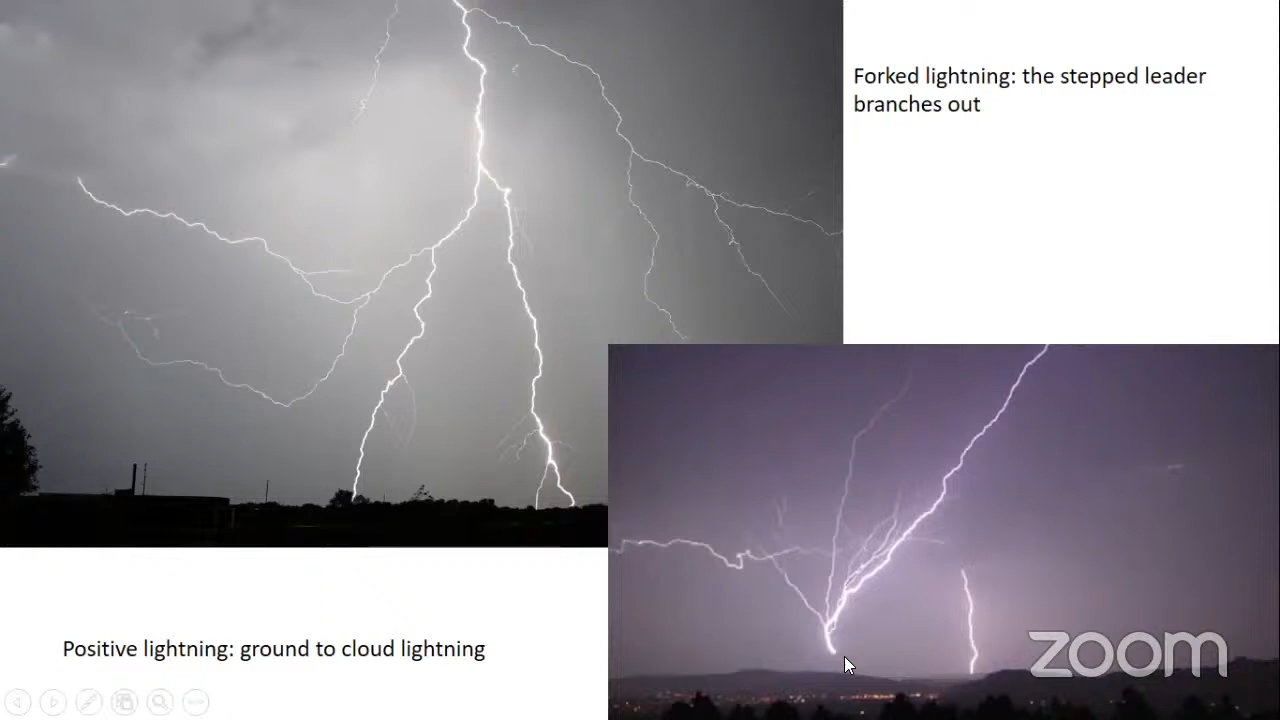 Forked lightning: the stepped leader
branches out
Positive lightning: ground to cloud lightning
zoom